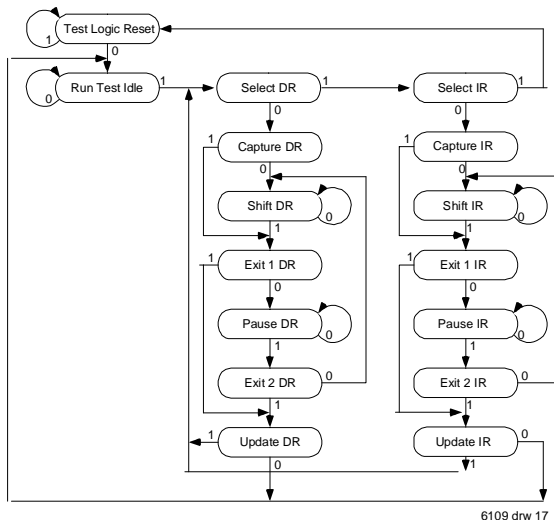 Test Logic Reset
1
0
Run Test Idle
0
1
Select DR
1
Select IR
1
0
0
1
Capture DR
1
Capture IR
0
0
Shift DR
0
Shift IR
0
1
1
1
Exit 1 DR
1
Exit 1 IR
0
0
Pause DR
0
Pause IR
0
1
1
Exit 2 DR
0
Exit 2 IR
0
1
1
1
Update DR
Update IR
0
0
1
6109 drw 17